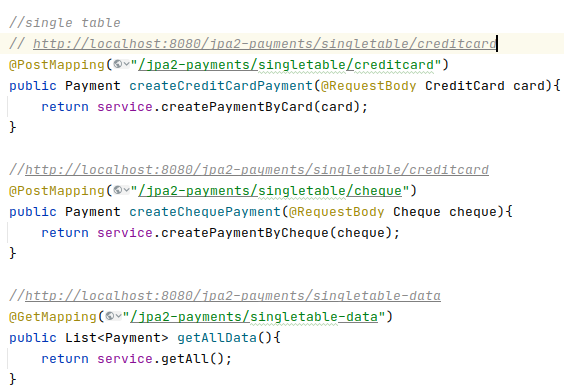 //single table
// http://localhost:8080/jpa2-payments/singletable/creditcard
@PostMapping("/jpa2-payments/singletable/creditcard")
public Payment createCreditCardPayment(@RequestBody CreditCard card){
    return service.createPaymentByCard(card);
}
//http://localhost:8080/jpa2-payments/singletable/creditcard
@PostMapping("/jpa2-payments/singletable/cheque")
public Payment createChequePayment(@RequestBody Cheque cheque){
    return service.createPaymentByCheque(cheque);
}
//http://localhost:8080/jpa2-payments/singletable-data
@GetMapping("/jpa2-payments/singletable-data")
public List<Payment> getAllData(){
    return service.getAll();
}